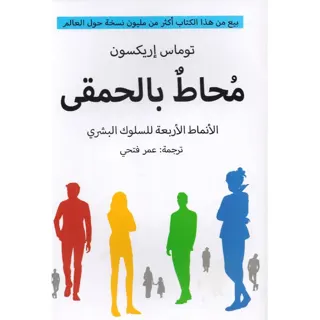 بيع من هذا الكتاب أكثر من مليون نسخة حول العالم
توماس إريكسون
مُحاطٌ بالحمقى
الأنماط الأربعة للسلوك البشري
ترجمة: عمر فتحي